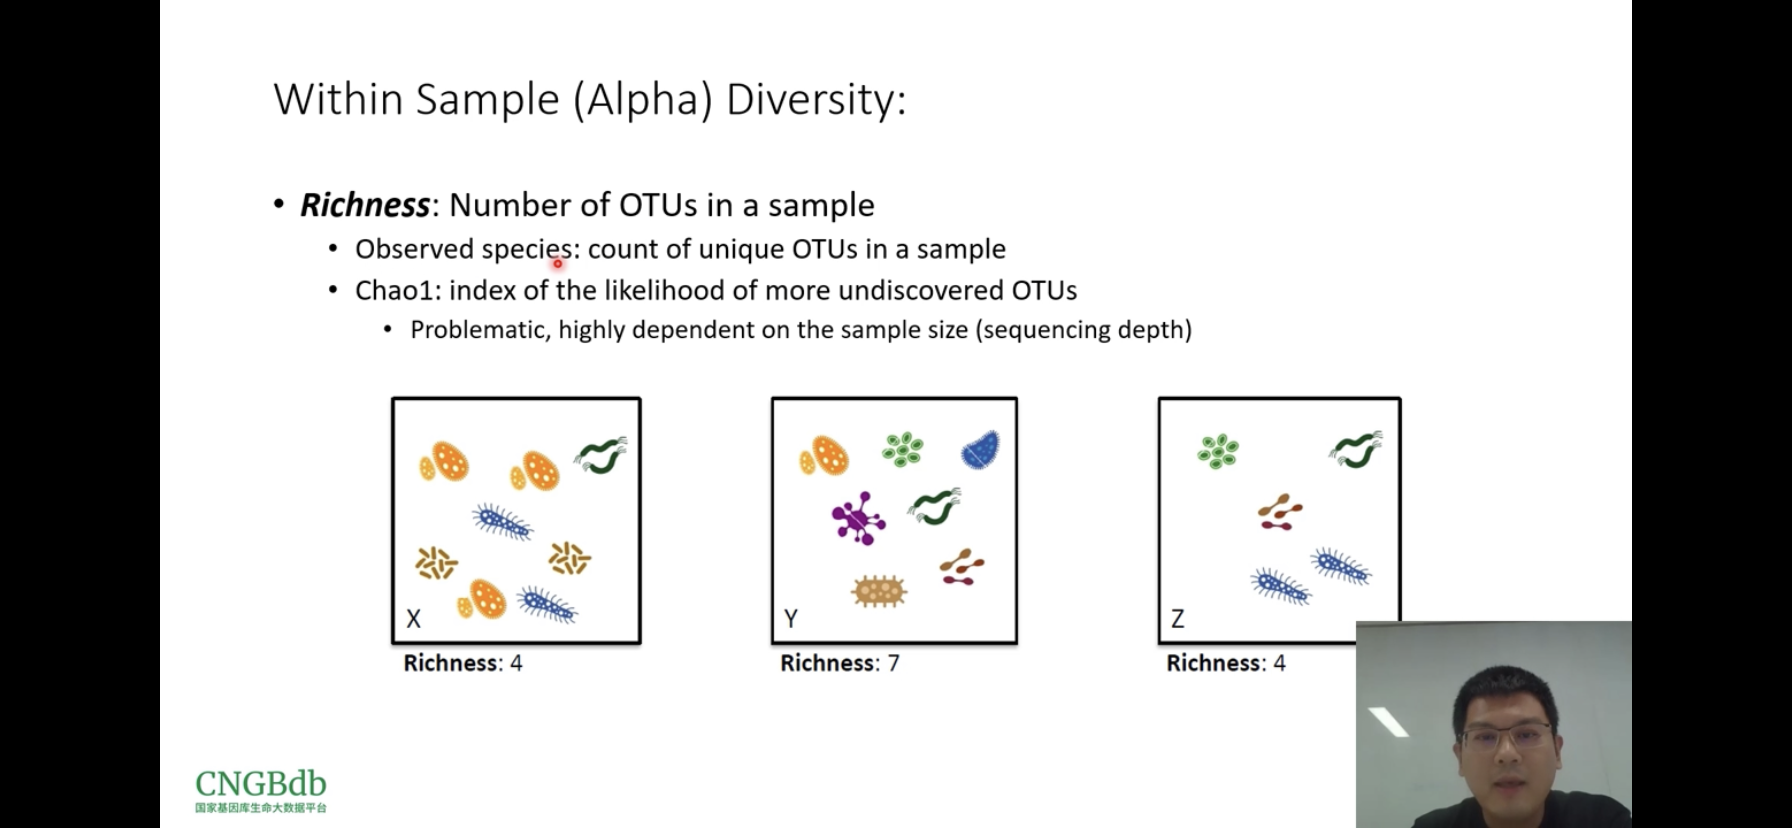 Within Sample (Alpha) Diversity:
• Richness: Number of OTUs in a sample
• Observed species: count of unique OTUs in a sample
• Chao1: index of the likelihood of more undiscovered OTUs
• Problematic, highly dependent on the sample size (sequencing depth)
X
Y
Z
Richness: 4
Richness: 7
Richness: 4
CNGBdb
国家基因库生命大数据平台